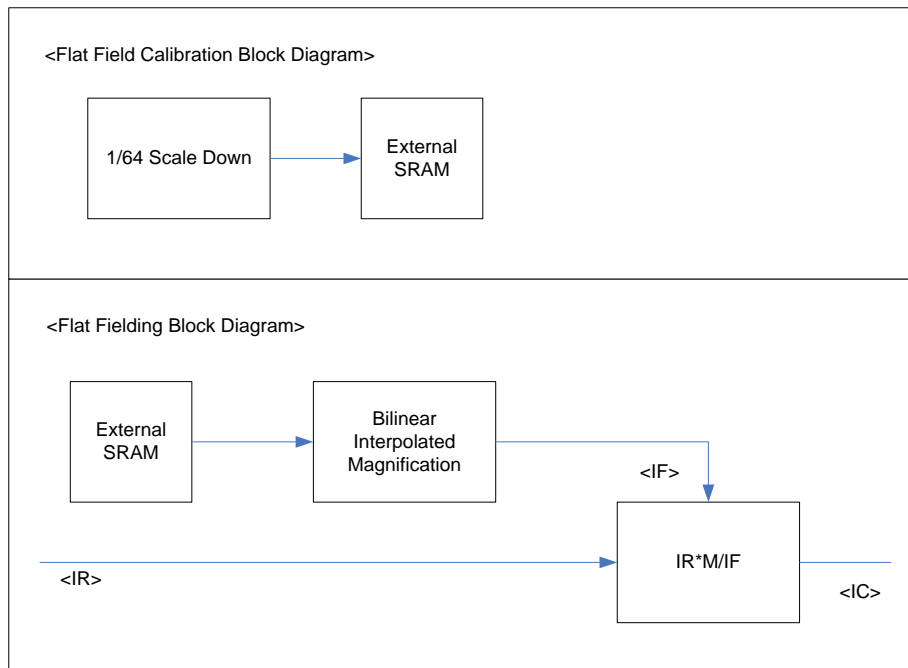 <Flat Field Calibration Block Diagram>
1/64 Scale Down
External
SRAM
<Flat Fielding Block Diagram>
External
SRAM
Bilinear
Interpolated
Magnification
<IF>
IR*M/IF
<IR>
<IC>